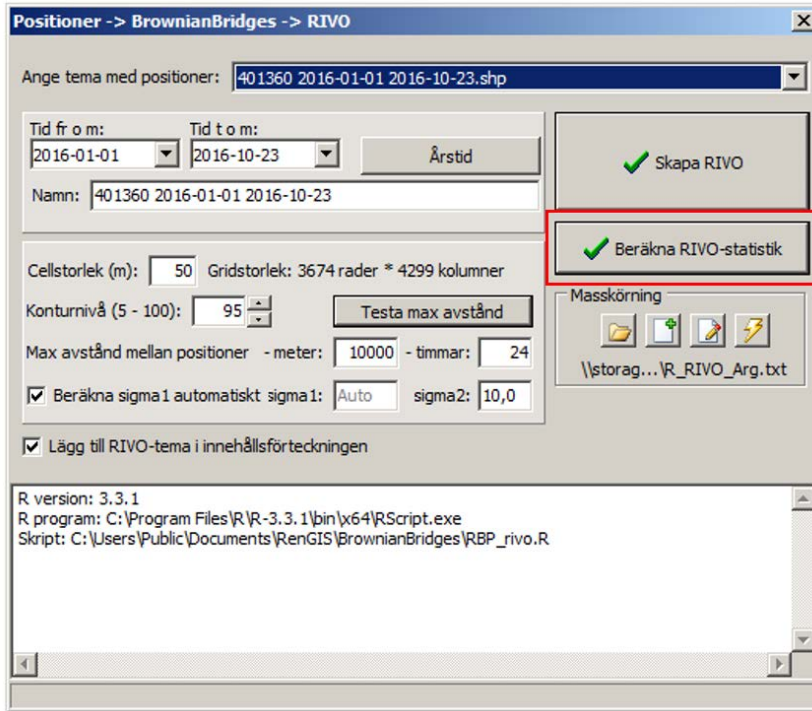 Positioner -> BrownianBridges -> RIVO
Ange tema med positioner: 401360 2016-01-01 2016-10-23.shp
Tid fr o m: Tid t o m:
2016-01-01 2016-10-23 Årstid
Namn: 401360 2016-01-01 2016-10-23
Skapa RIVO
Beräkna RIVO-statistik
Cellstorlek (m): 50 Gridstorlek: 3674 rader * 4299 kolumner
Konturnivå (5 - 100): 95 Testa max avstånd
Max avstånd mellan positioner - meter: 10000 - timmar: 24
Beräkna sigma1 automatiskt sigma1: Auto sigma2: 10,0
Masskörning
\\storag...\R_RIVO_Arg.txt
Lägg till RIVO-tema i innehållsförteckningen
R version: 3.3.1
R program: C:\Program Files\R\R-3.3.1\bin\x64\RScript.exe
Skript: C:\Users\Public\Documents\RenGIS\BrownianBridges\RBP_rivo.R